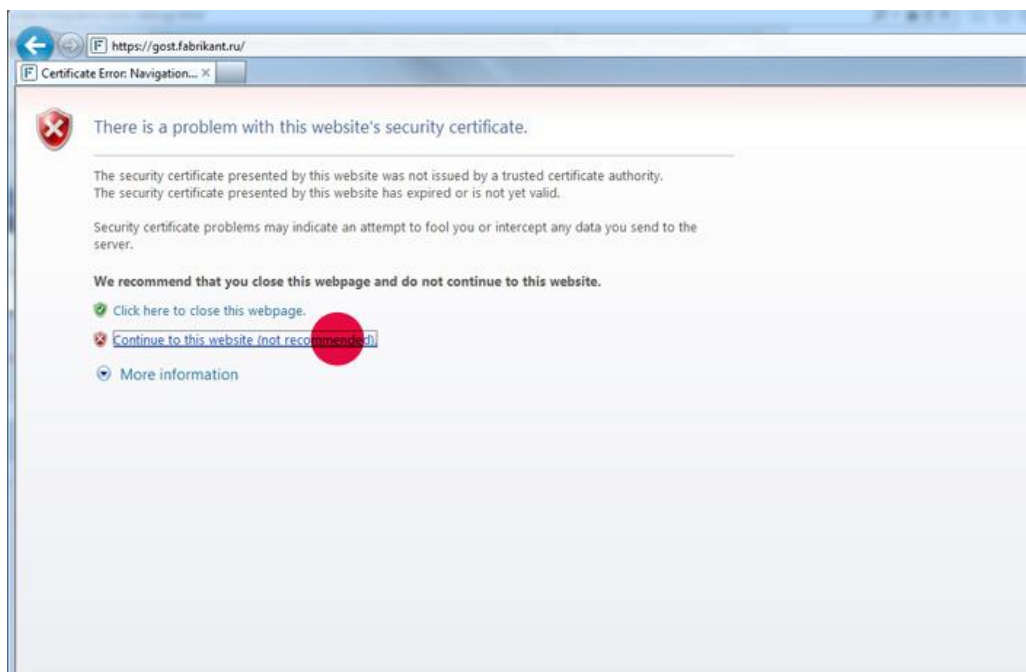 https://gost.fabrikant.ru/
Certificate Error: Navigation...
There is a problem with this website's security certificate.
The security certificate presented by this website was not issued by a trusted certificate authority.
The security certificate presented by this website has expired or is not yet valid.
Security certificate problems may indicate an attempt to fool you or intercept any data you send to the
server.
We recommend that you close this webpage and do not continue to this website.
Click here to close this webpage.
Continue to this website (not recommended).
More information